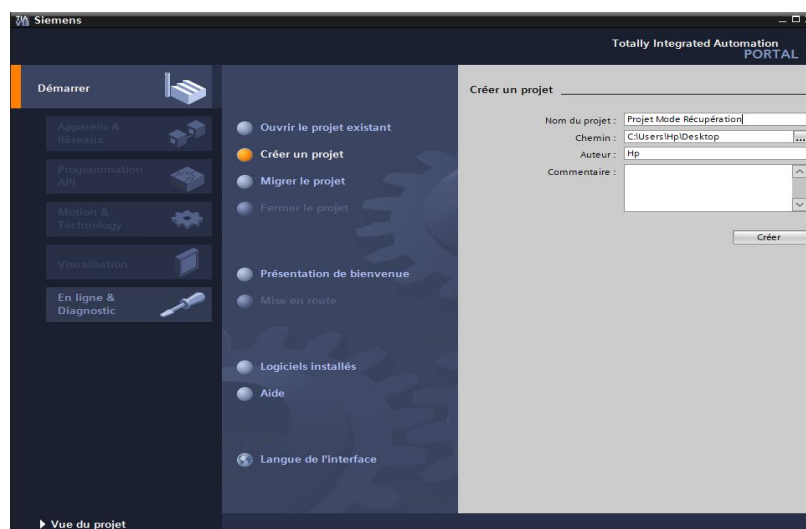 Siemens
Totally Integrated Automation
PORTAL
Démarrer
Appareils &
Réseaux
Programmation
API
Motion &
Technology
Visualisation
En ligne &
Diagnostic
Ouvrir le projet existant
Créer un projet
Migrer le projet
Fermer le projet
Présentation de bienvenue
Mise en route
Logiciels installés
Aide
Langue de l'interface
Créer un projet
Nom du projet : Projet Mode Récupération
Chemin : C:\Users\Hp\Desktop ...
Auteur : Hp
Commentaire :
Créer
Vue du projet